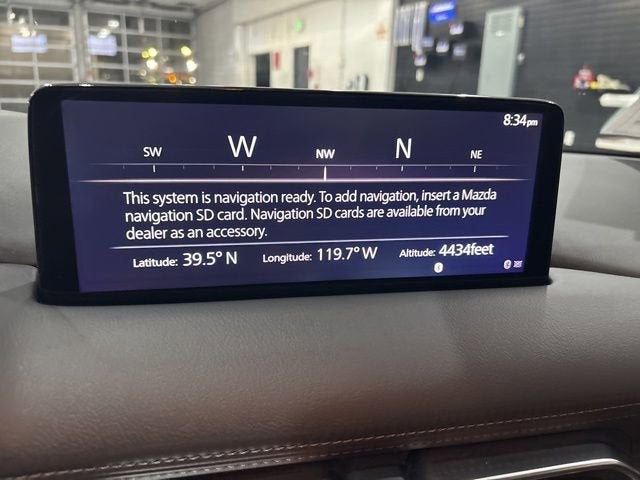 8:34pm
SW W NW N NE
This system is navigation ready. To add navigation, insert a Mazda
navigation SD card. Navigation SD cards are available from your
dealer as an accessory.
Latitude: 39.5° N Longitude: 119.7° W Altitude: 4434feet